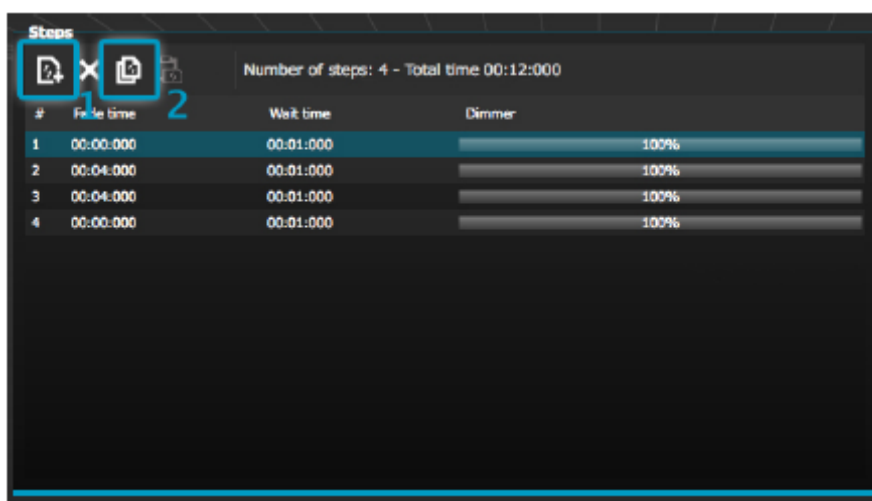 Steps
1 2 Number of steps: 4 - Total time 00:12:000
# Fade time Wait time Dimmer
1 00:00:000 00:01:000 100%
2 00:04:000 00:01:000 100%
3 00:04:000 00:01:000 100%
4 00:00:000 00:01:000 100%